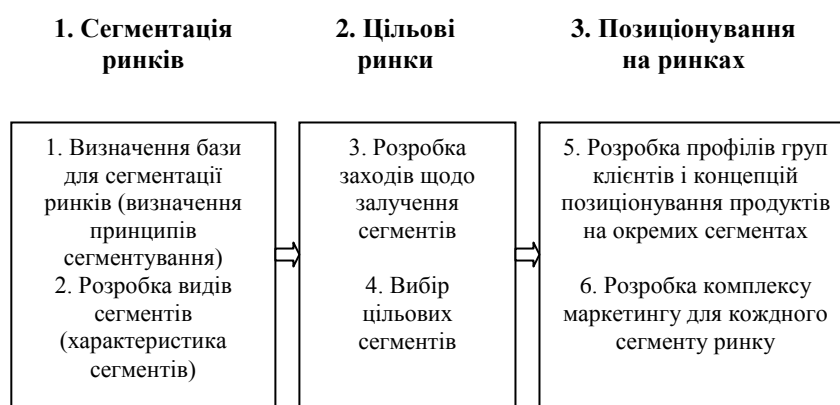 1. Сегментація
ринків
2. Цільові
ринки
3. Позиціонування
на ринках
1. Визначення бази
для сегментації
ринків (визначення
принципів
сегментування)
2. Розробка видів
сегментів
(характеристика
сегментів)
3. Розробка
заходів щодо
залучення
сегментів
4. Вибір
цільових
сегментів
5. Розробка профілів груп
клієнтів і концепцій
позиціонування продуктів
на окремих сегментах
6. Розробка комплексу
маркетингу для кождного
сегменту ринку